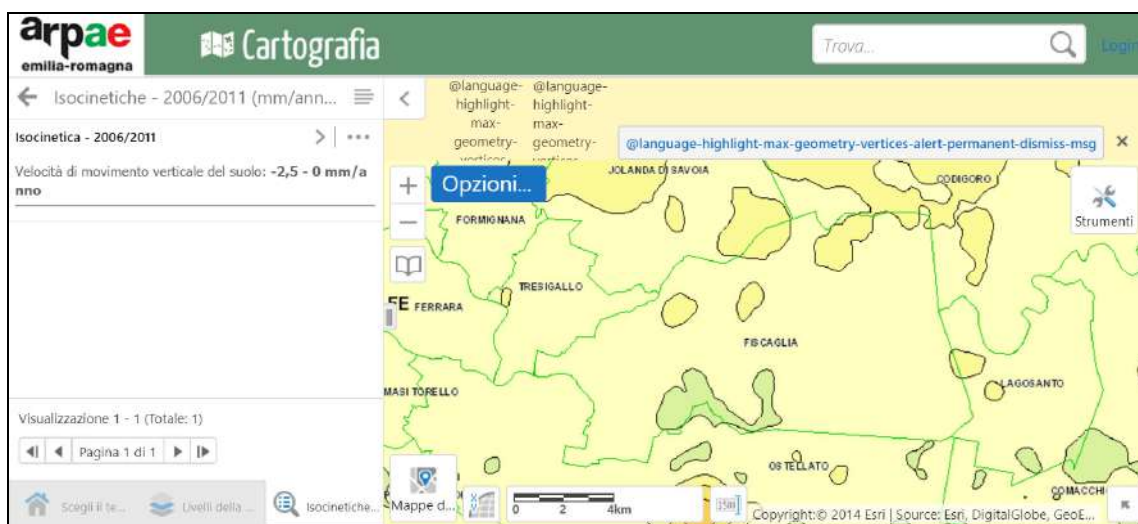 arpae
emilia-romagna
Cartografia
Trova...
Login
Isocinetiche - 2006/2011 (mm/ann...
Isocinetica - 2006/2011
Velocità di movimento verticale del suolo: -2,5 - 0 mm/a
nno
Visualizzazione 1 - 1 (Totale: 1)
Pagina 1 di 1
Scegli il te...
Livelli della ...
Isocinetiche...
@language-
highlight-
max-
geometry-
vertices
@language-
highlight-
max-
geometry-
vertices
@language-highlight-max-geometry-vertices-alert-permanent-dismiss-msg
Opzioni...
Strumenti
JOLANDA DI SAVOIA
CODIGORO
FORMIGNANA
TRESIGALLO
FE FERRARA
FISCAGLIA
MASI TORELLO
LAGOSANTO
OSTELLATO
COMACCHI
Mappe d...
0 2 4km
Copyright:© 2014 Esri | Source: Esri, DigitalGlobe, GeoE...